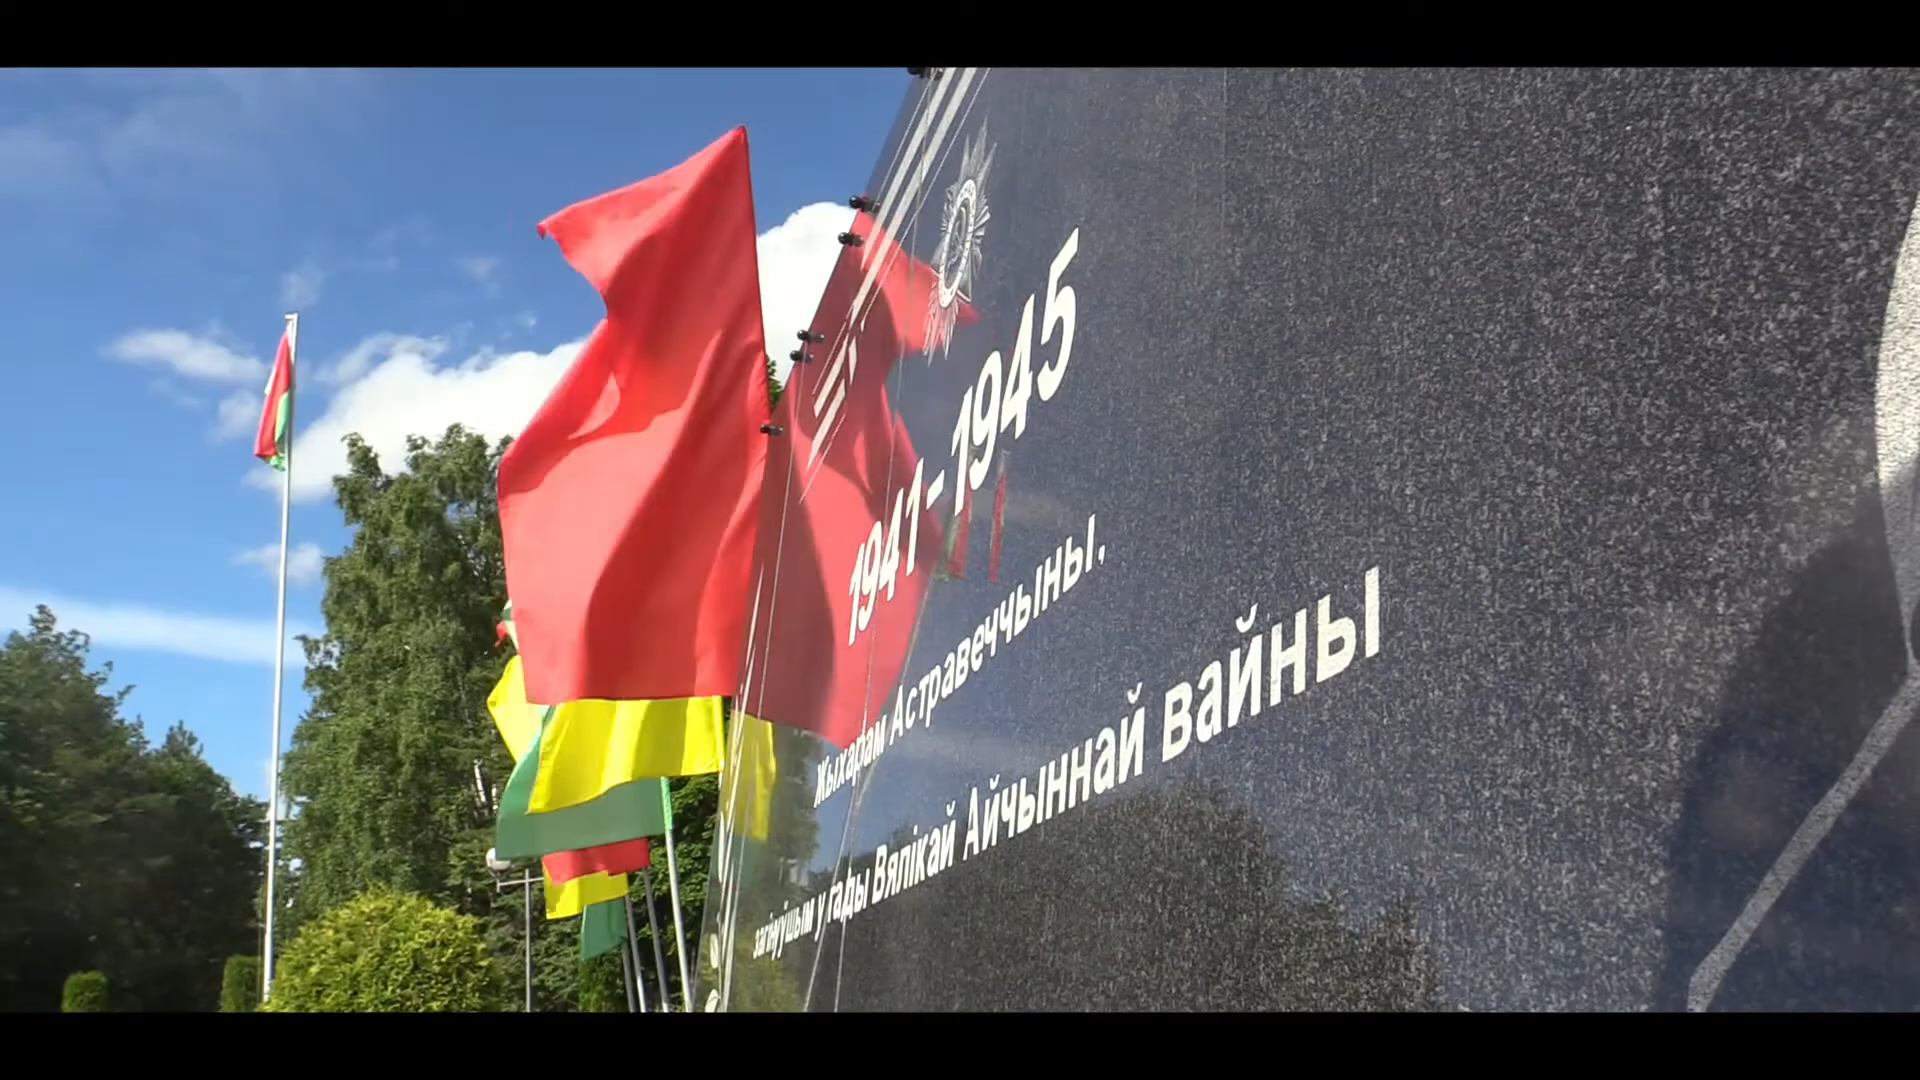 1941-1945
Жыхарам Астравеччыны,
загінуўшым у гады Вялікай Айчыннай вайны